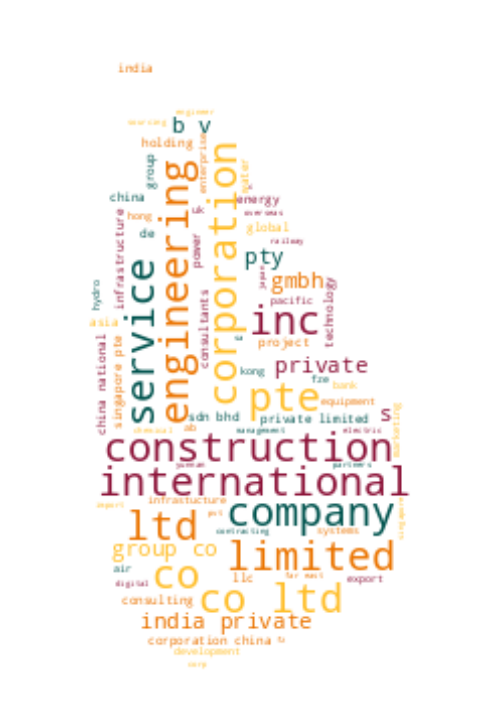 india
engineer
sourcing
b v
holding
enterprise
group
corporation
engineering
water
china
energy
infrastructure
hong
uk
overseas
de
global
power
railway
service
pty
japan
gmbh
technology
hydro
consultants
pacific
asia
inc
singapore pte
china national
sa
project
private
kong
fze
bank
pte
equipment
s
marketing
sdn bhd
private limited
chemical
ab
management
electric
construction
yunnan
partners
international
export
infrastucture
company
singapore
pvt
ltd
contracting
systems
group co
limited
air
co
llc
far east
export
digital
consulting
co ltd
india private
corporation china
development
corp